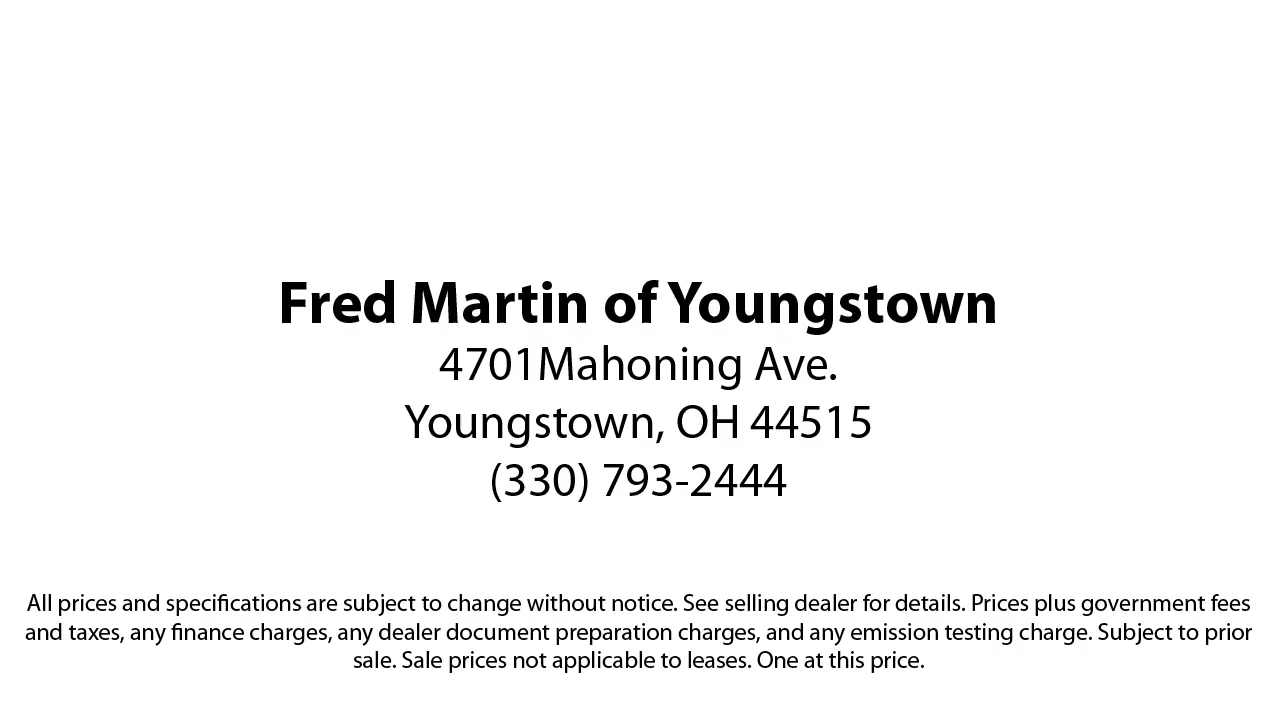 Fred Martin of Youngstown
4701Mahoning Ave.
Youngstown, OH 44515
(330) 793-2444
All prices and specifications are subject to change without notice. See selling dealer for details. Prices plus government fees
and taxes, any finance charges, any dealer document preparation charges, and any emission testing charge. Subject to prior
sale. Sale prices not applicable to leases. One at this price.